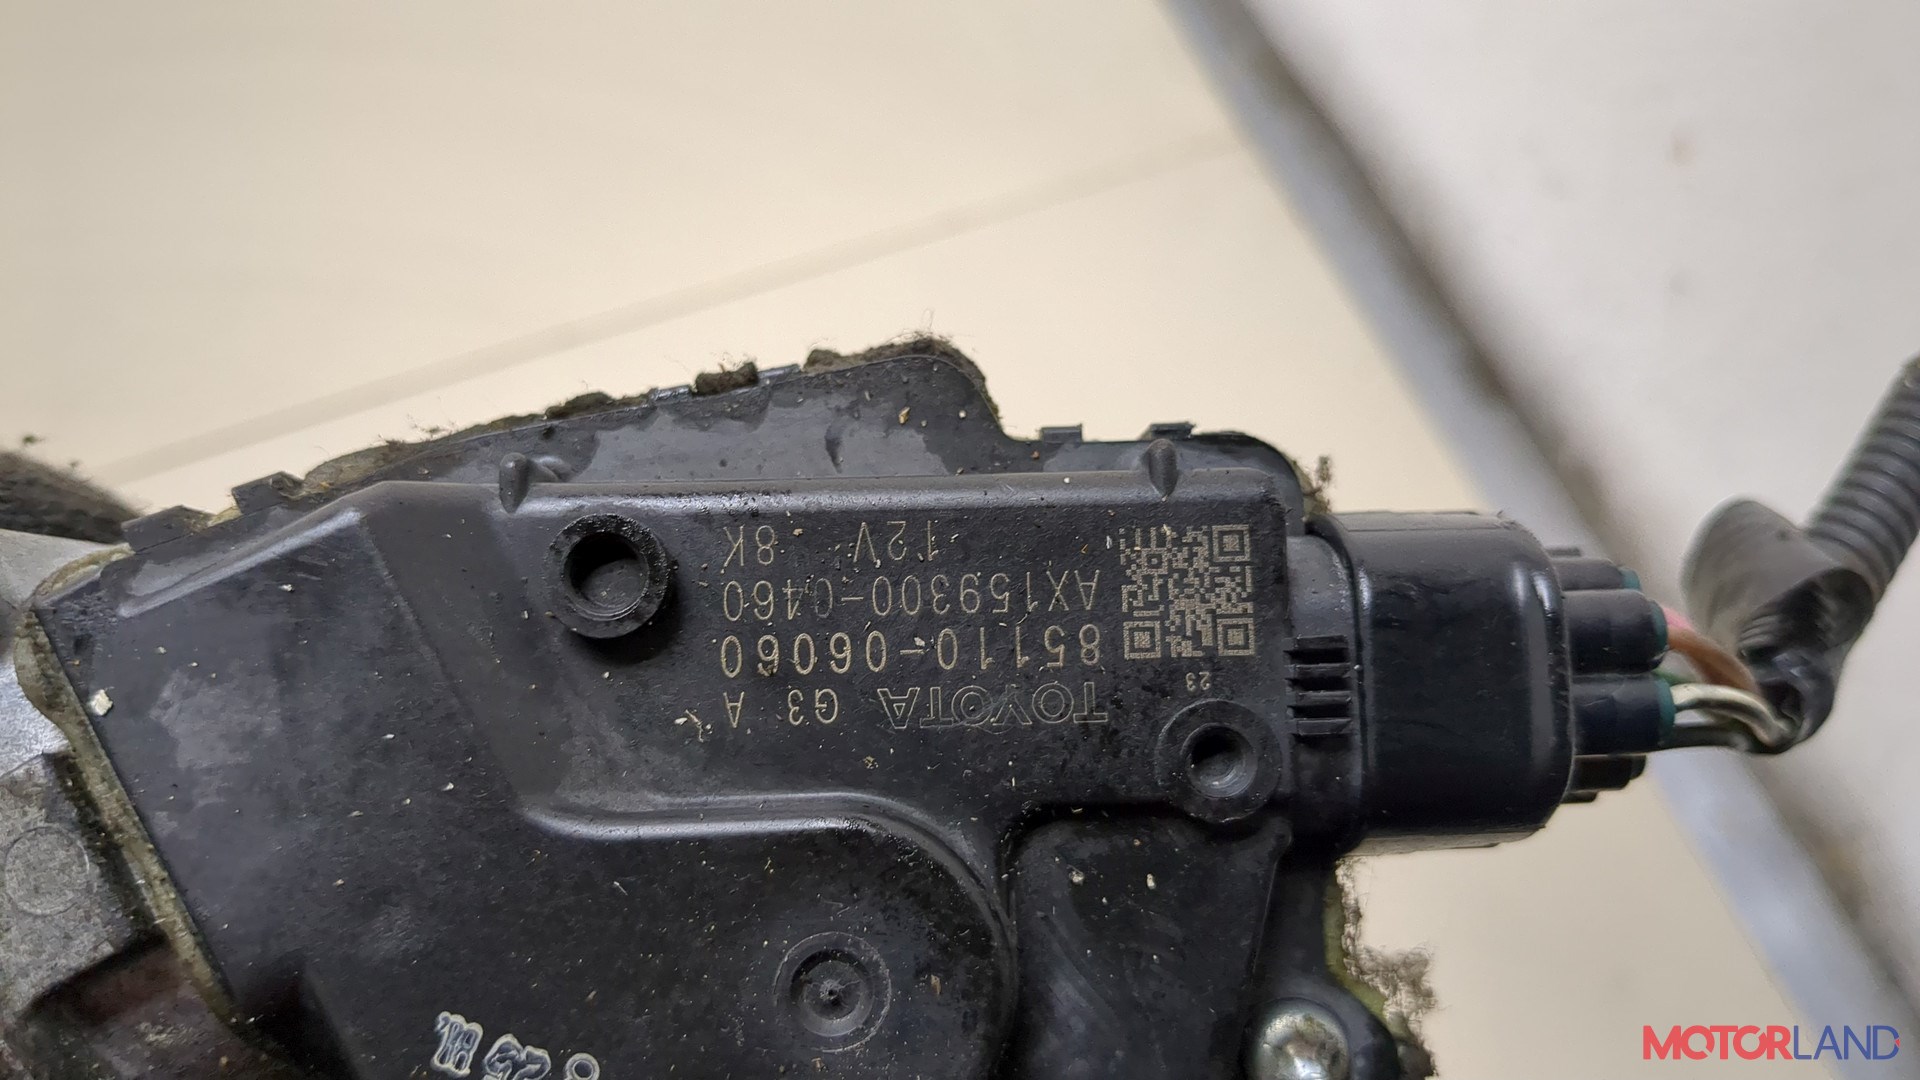 TOYOTA G3 A
85110-06060
AX159300-0460
12V 8K
23
MOTORLAND